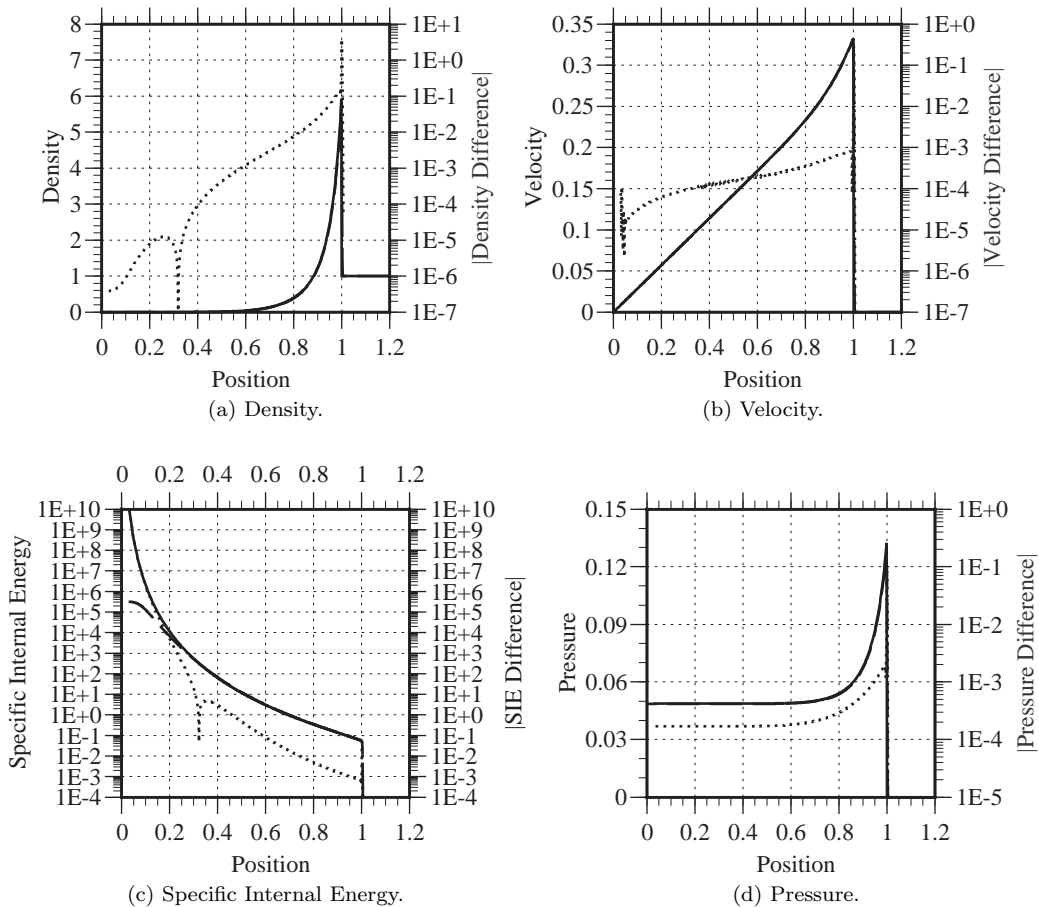 8
7
6
5
4
3
2
1
0
Density
1E+1
1E+0
1E-1
1E-2
1E-3
1E-4
1E-5
1E-6
1E-7
|Density Difference|
0 0.2 0.4 0.6 0.8 1 1.2
Position
(a) Density.
0.35
0.3
0.25
0.2
0.15
0.1
0.05
0
Velocity
1E+0
1E-1
1E-2
1E-3
1E-4
1E-5
1E-6
1E-7
|Velocity Difference|
0 0.2 0.4 0.6 0.8 1 1.2
Position
(b) Velocity.
0 0.2 0.4 0.6 0.8 1 1.2
1E+10
1E+9
1E+8
1E+7
1E+6
1E+5
1E+4
1E+3
1E+2
1E+1
1E+0
1E-1
1E-2
1E-3
1E-4
Specific Internal Energy
1E+10
1E+9
1E+8
1E+7
1E+6
1E+5
1E+4
1E+3
1E+2
1E+1
1E+0
1E-1
1E-2
1E-3
1E-4
|SIE Difference|
0 0.2 0.4 0.6 0.8 1 1.2
Position
(c) Specific Internal Energy.
0.15
0.12
0.09
0.06
0.03
0
Pressure
1E+0
1E-1
1E-2
1E-3
1E-4
1E-5
|Pressure Difference|
0 0.2 0.4 0.6 0.8 1 1.2
Position
(d) Pressure.